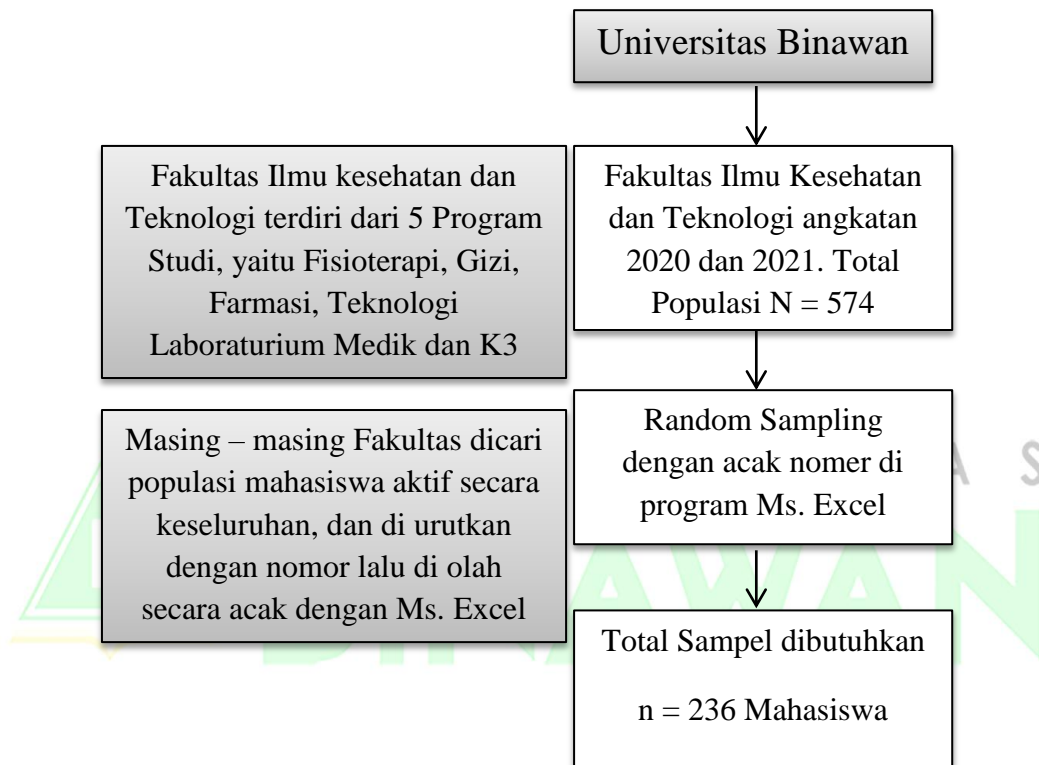 Universitas Binawan
Fakultas Ilmu kesehatan dan
Teknologi terdiri dari 5 Program
Studi, yaitu Fisioterapi, Gizi,
Farmasi, Teknologi
Laboraturium Medik dan K3
Fakultas Ilmu Kesehatan
dan Teknologi angkatan
2020 dan 2021. Total
Populasi N = 574
Masing – masing Fakultas dicari
populasi mahasiswa aktif secara
keseluruhan, dan di urutkan
dengan nomor lalu di olah
secara acak dengan Ms. Excel
Random Sampling
dengan acak nomer di
program Ms. Excel
Total Sampel dibutuhkan
n = 236 Mahasiswa
A S
BINAWAN